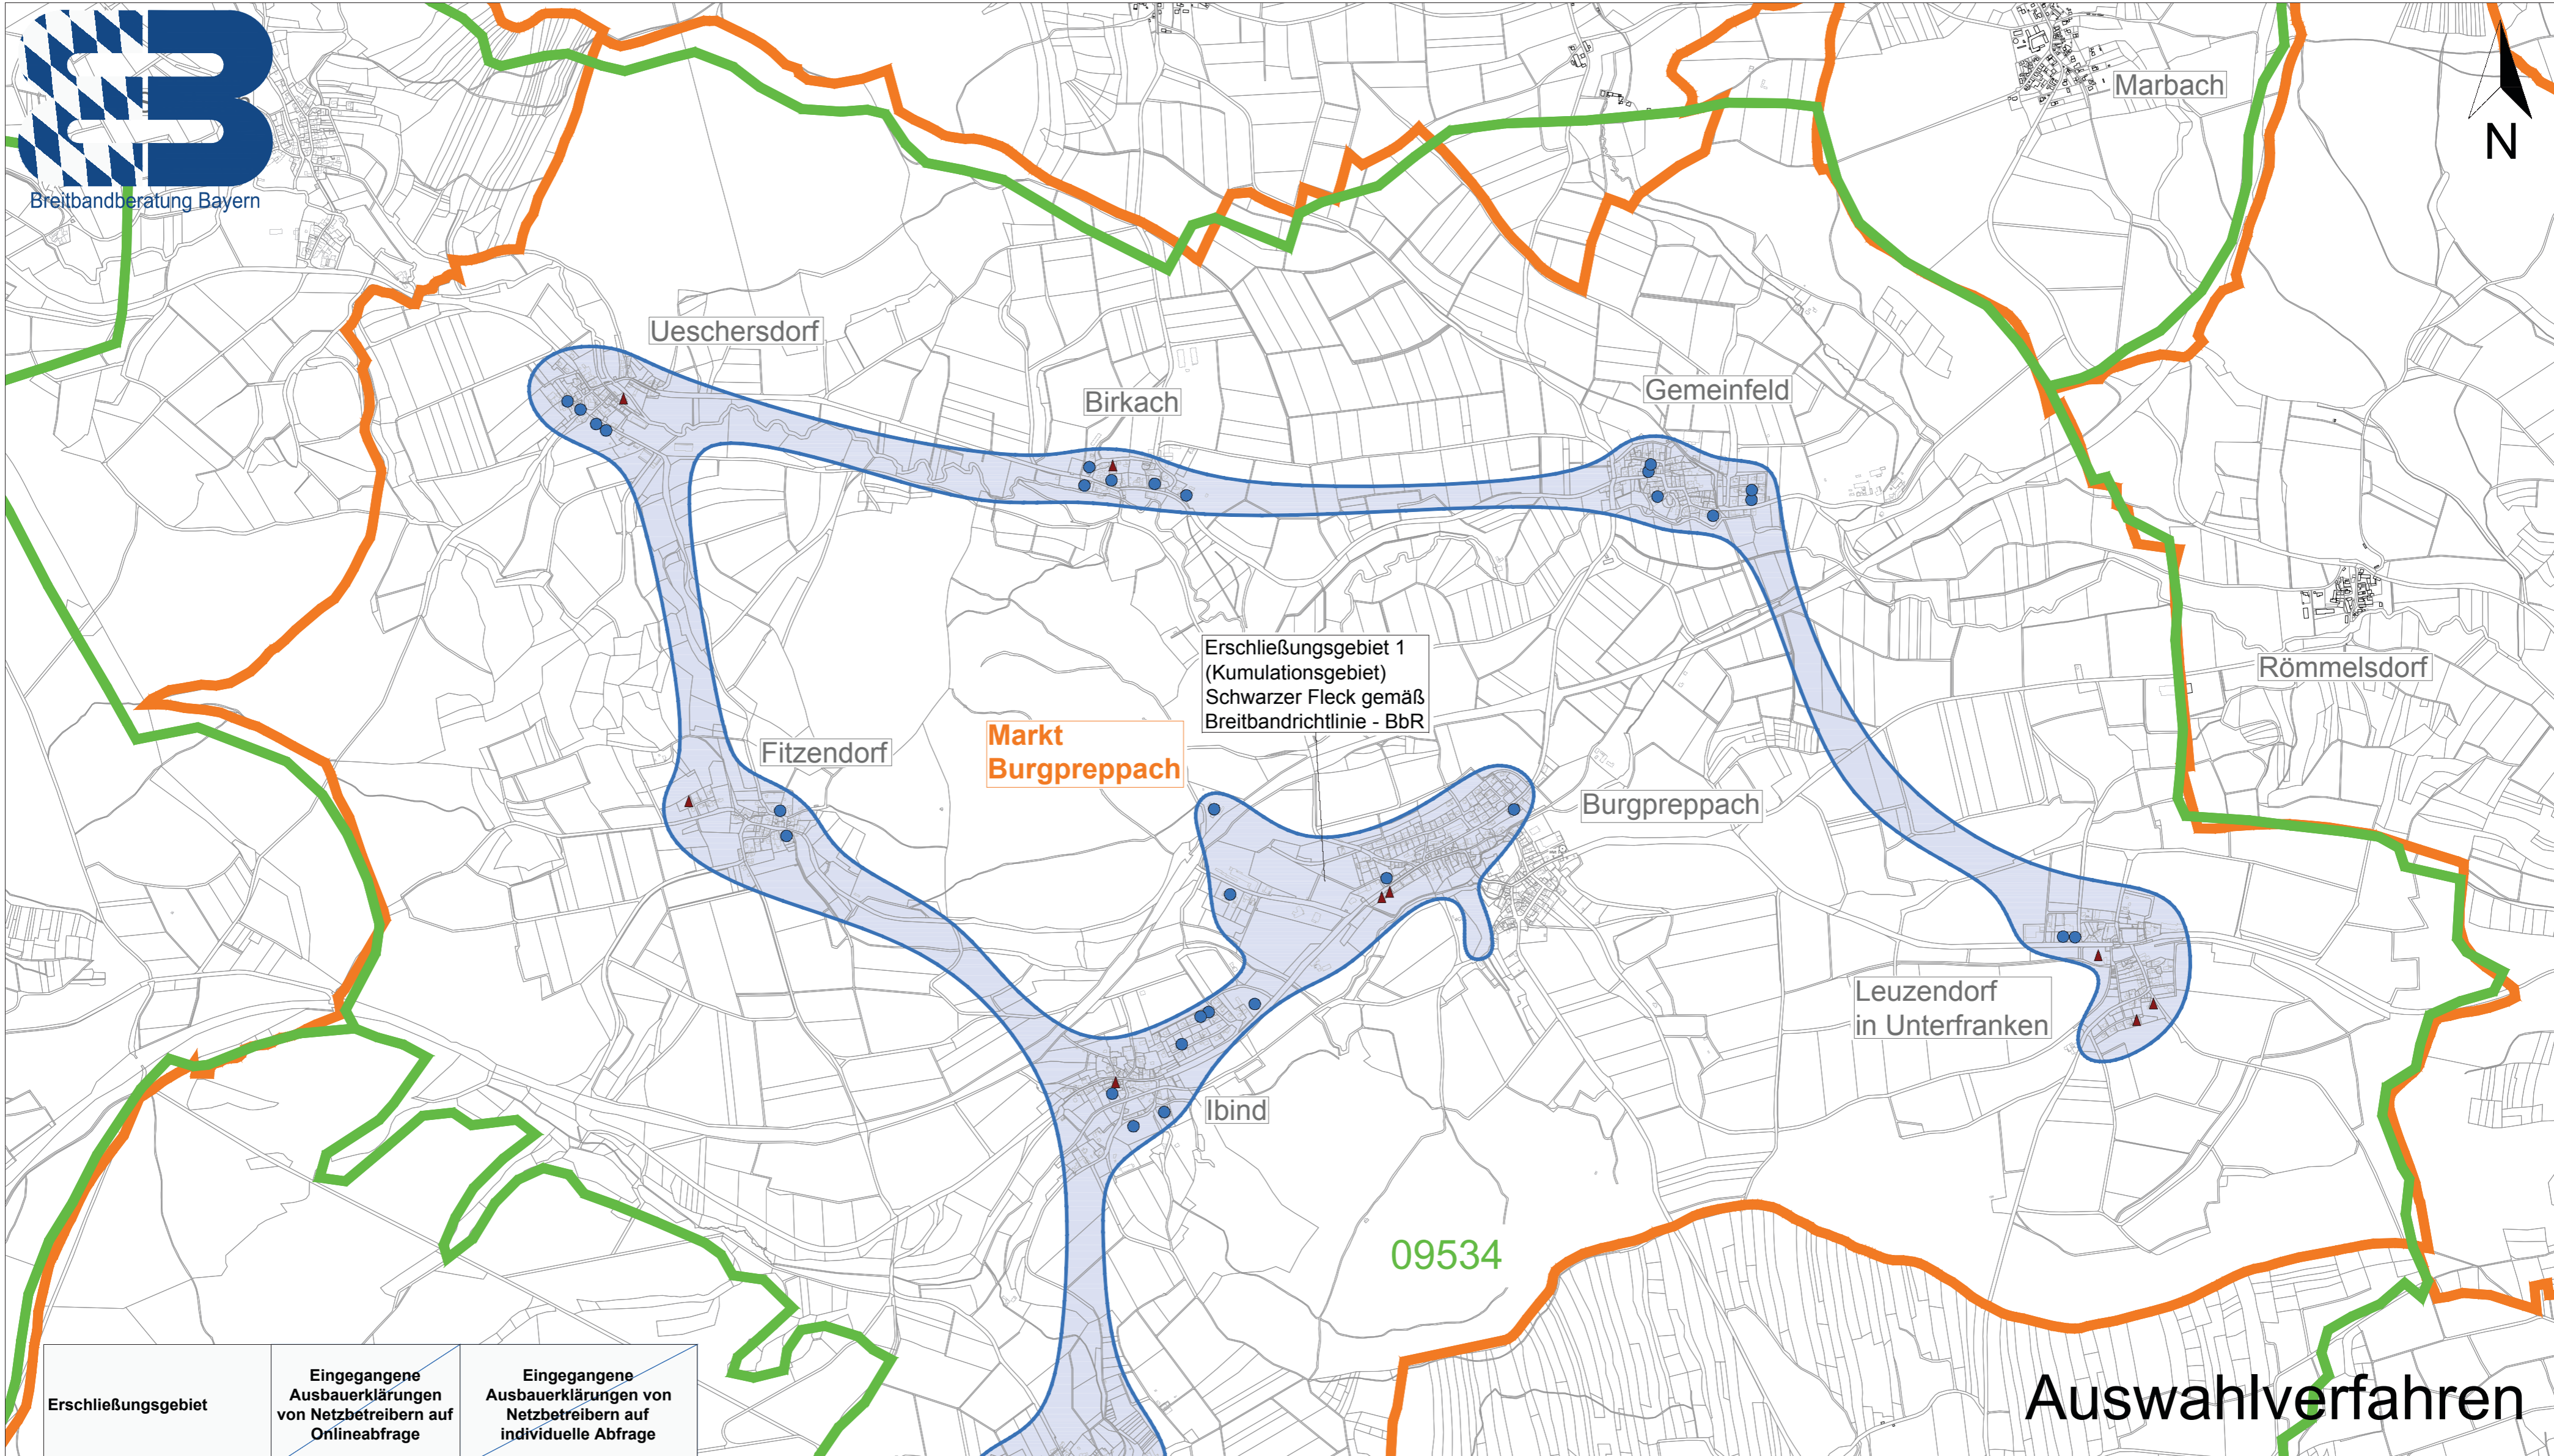 Breitbandberatung Bayern
Marbach
N
Ueschersdorf
Birkach
Gemeinfeld
Erschließungsgebiet 1
(Kumulationsgebiet)
Schwarzer Fleck gemäß
Breitbandrichtlinie - BbR
Römmelsdorf
Markt
Burgpreppach
Fitzendorf
Burgpreppach
Leuzendorf
in Unterfranken
Ibind
09534
Erschließungsgebiet
Eingegangene
Ausbauerklärungen
von Netzbetreibern auf
Onlineabfrage
Eingegangene
Ausbauerklärungen von
Netzbetreibern auf
individuelle Abfrage
Auswahlverfahren